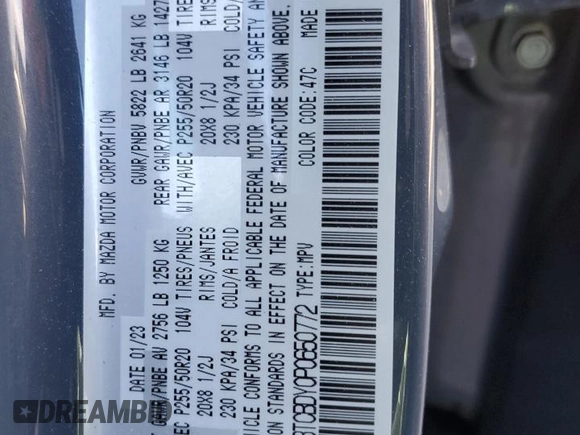 MFD. BY MAZDA MOTOR CORPORATION
DATE 01/23 GVWR/PNBV 5822 LB 2641 KG
GAWR/PNBE AV 2756 LB 1250 KG REAR GAWR/PNBE AR 3146 LB 1427
P255/50R20 104V TIRES/PNEUS WITH/AVEC P255/50R20 104V TIRE
20X8 1/2J RIMS/JANTES 20X8 1/2J RIMS
230 KPA/34 PSI COLD/A FROID 230 KPA/34 PSI COLD/A
VEHICLE CONFORMS TO ALL APPLICABLE FEDERAL MOTOR VEHICLE SAFETY AN
STANDARDS IN EFFECT ON THE DATE OF MANUFACTURE SHOWN ABOVE.
COLOR CODE: 47C MADE
TYPE: MPV